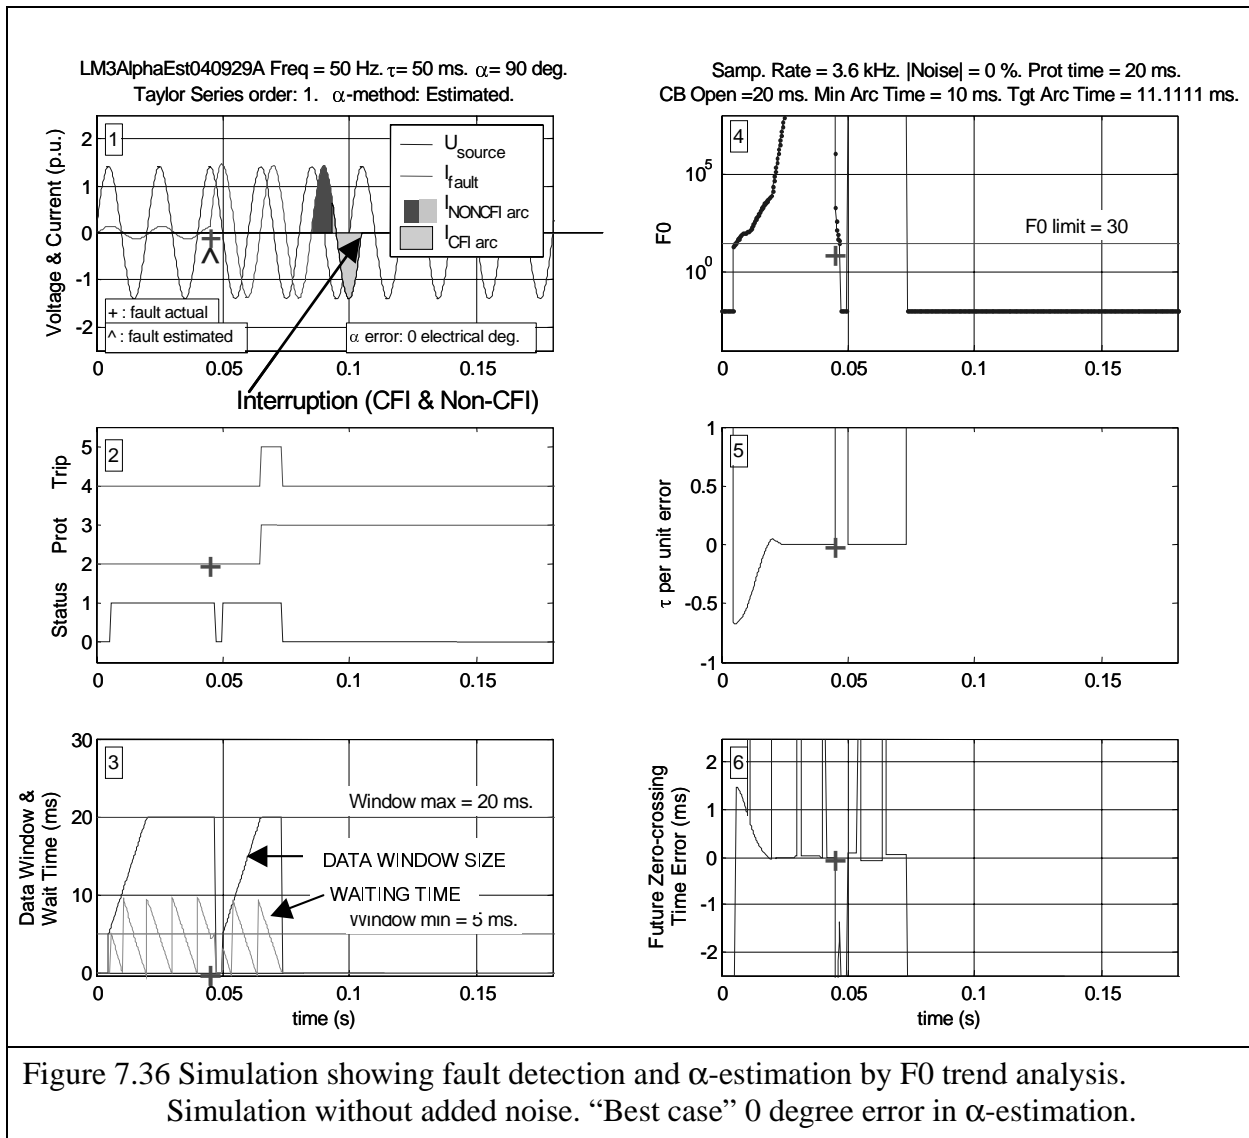 LM3AlphaEst040929A Freq = 50 Hz. τ= 50 ms. α= 90 deg.
Taylor Series order: 1. α-method: Estimated.
1
2
1
0
-1
-2
Voltage & Current (p.u.)
U source
I fault
I NONCFI arc
I CFI arc
+ : fault actual
^ : fault estimated
α error: 0 electrical deg.
0 0.05 0.1 0.15
Interruption (CFI & Non-CFI)
Samp. Rate = 3.6 kHz. |Noise| = 0 %. Prot time = 20 ms.
CB Open =20 ms. Min Arc Time = 10 ms. Tgt Arc Time = 11.1111 ms.
4
10^5
10^0
F0
F0 limit = 30
0 0.05 0.1 0.15
2
5
4
3
2
1
0
Status Prot Trip
0 0.05 0.1 0.15
5
1
0.5
0
-0.5
-1
τ per unit error
0 0.05 0.1 0.15
3
30
20
10
0
Data Window &
Wait Time (ms)
Window max = 20 ms.
DATA WINDOW SIZE
WAITING TIME
Window min = 5 ms.
0 0.05 0.1 0.15
time (s)
6
2
1
0
-1
-2
Future Zero-crossing
Time Error (ms)
0 0.05 0.1 0.15
time (s)
Figure 7.36 Simulation showing fault detection and α-estimation by F0 trend analysis.
Simulation without added noise. “Best case” 0 degree error in α-estimation.